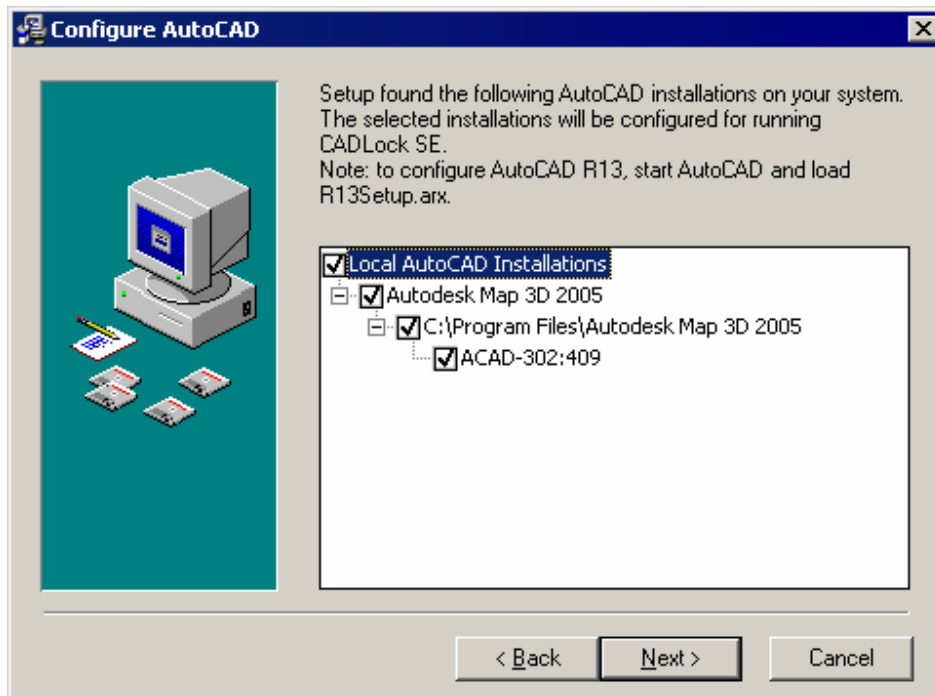 Configure AutoCAD
Setup found the following AutoCAD installations on your system.
The selected installations will be configured for running
CADLock SE.
Note: to configure AutoCAD R13, start AutoCAD and load
R13Setup.arx.
Local AutoCAD Installations
Autodesk Map 3D 2005
C:\Program Files\Autodesk Map 3D 2005
ACAD-302:409
< Back
Next >
Cancel